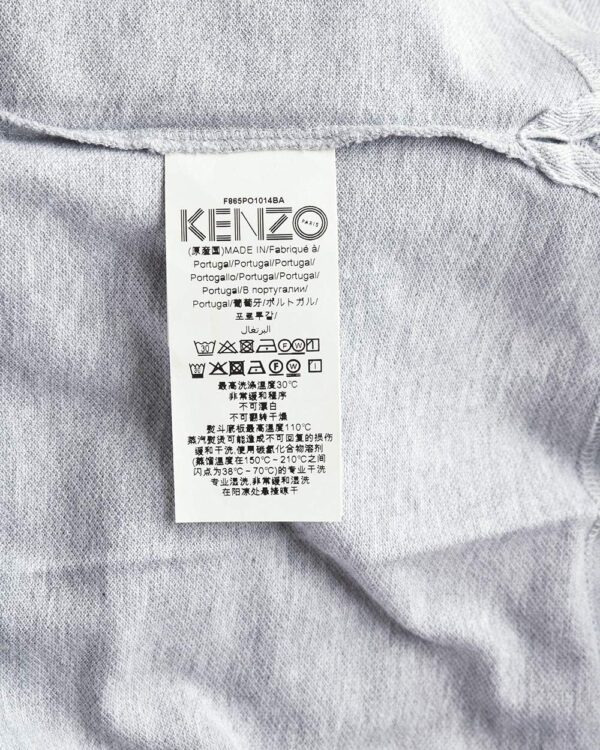 F865PO1014BA
KENZO
PARIS
(原産国)MADE IN/Fabriqué à/
Portugal/Portugal/Portugal/
Portogallo/Portugal/Portugal/
Portugal/В португалии/
Portugal/葡萄牙/ポルトガル/
포르투갈/
البرتغال
30 F W
F W
最高洗涤温度30℃
非常缓和程序
不可漂白
不可翻转干燥
熨斗底板最高温度110℃
蒸汽熨烫可能造成不可回复的损伤
缓和干洗,使用碳氢化合物溶剂
(蒸馏温度在150℃~210℃之间
闪点为38℃~70℃)的专业干洗
专业湿洗,非常缓和湿洗
在阴凉处悬挂晾干